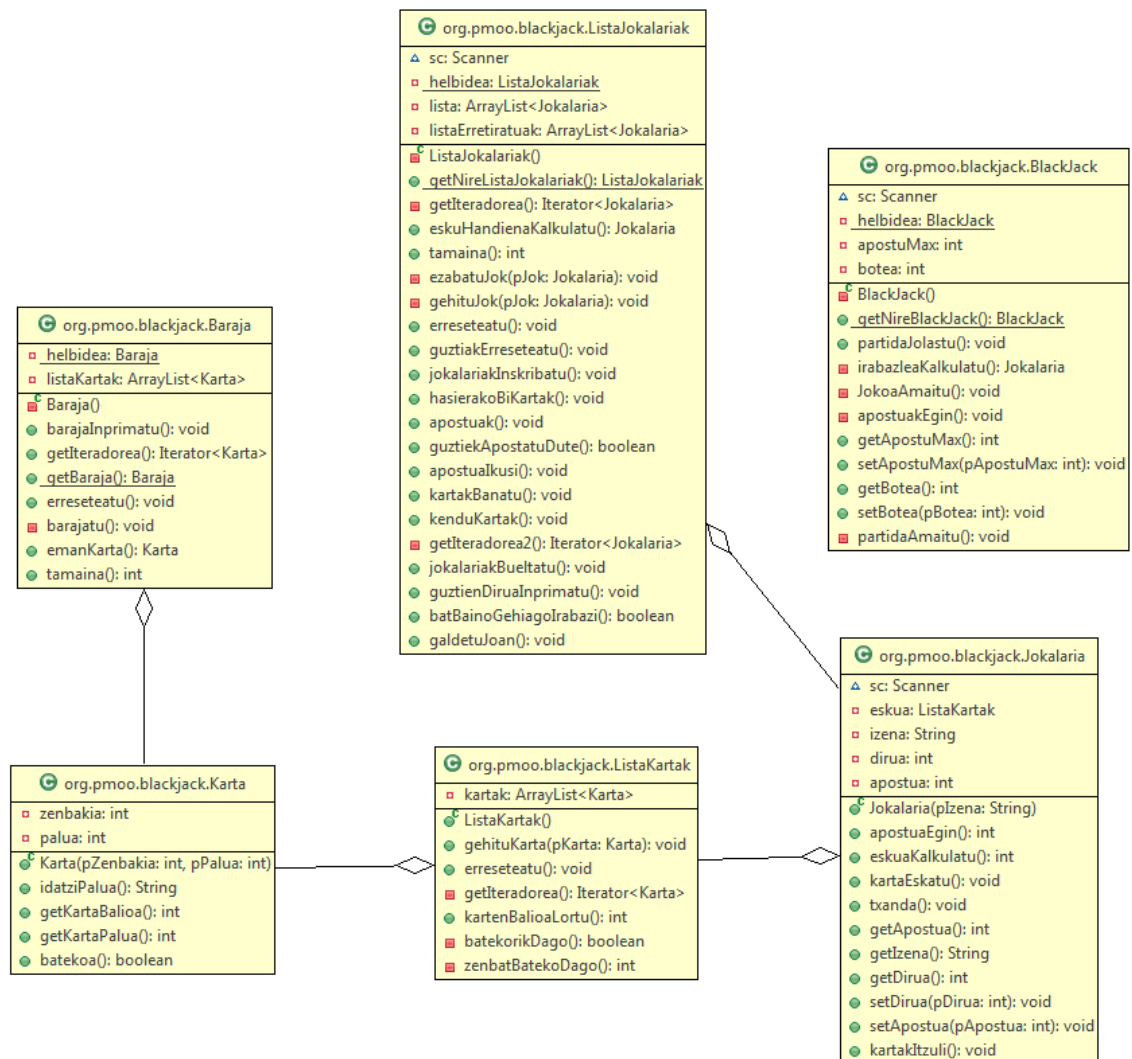 org.pmoo.blackjack.ListaJokalariak
sc: Scanner
helbidea: ListaJokalariak
lista: ArrayList<Jokalaria>
listaErretiratuak: ArrayList<Jokalaria>
ListaJokalariak()
getNireListaJokalariak(): ListaJokalariak
getIteradorea(): Iterator<Jokalaria>
eskuHandienaKalkulatu(): Jokalaria
tamaina(): int
ezabatuJok(pJok: Jokalaria): void
gehituJok(pJok: Jokalaria): void
erreseteatu(): void
guztiakErreseteatu(): void
jokalariakInskribatu(): void
hasierakoBiKartak(): void
apostuak(): void
guztiekApostatuDute(): boolean
apostuaIkusi(): void
kartakBanatu(): void
kenduKartak(): void
getIteradorea2(): Iterator<Jokalaria>
jokalariakBueltatu(): void
guztienDiruaInprimatu(): void
batBainoGehiagoIrabazi(): boolean
galdetuJoan(): void
org.pmoo.blackjack.BlackJack
sc: Scanner
helbidea: BlackJack
apostuMax: int
botea: int
BlackJack()
getNireBlackJack(): BlackJack
partidaJolastu(): void
irabazleaKalkulatu(): Jokalaria
JokoaAmaitu(): void
apostuakEgin(): void
getApostuMax(): int
setApostuMax(pApostuMax: int): void
getBotea(): int
setBotea(pBotea: int): void
partidaAmaitu(): void
org.pmoo.blackjack.Baraja
helbidea: Baraja
listaKartak: ArrayList<Karta>
Baraja()
barajaInprimatu(): void
getIteradorea(): Iterator<Karta>
getBaraja(): Baraja
erreseteatu(): void
barajatu(): void
emanKarta(): Karta
tamaina(): int
org.pmoo.blackjack.Karta
zenbakia: int
palua: int
Karta(pZenbakia: int, pPalua: int)
idatziPalua(): String
getKartaBalioa(): int
getKartaPalua(): int
batekoa(): boolean
org.pmoo.blackjack.ListaKartak
kartak: ArrayList<Karta>
ListaKartak()
gehituKarta(pKarta: Karta): void
erreseteatu(): void
getIteradorea(): Iterator<Karta>
kartenBalioaLortu(): int
batekorikDago(): boolean
zenbatBatekoDago(): int
org.pmoo.blackjack.Jokalaria
sc: Scanner
eskua: ListaKartak
izena: String
dirua: int
apostua: int
Jokalaria(pIzena: String)
apostuaEgin(): int
eskuaKalkulatu(): int
kartaEskatu(): void
txanda(): void
getApostua(): int
getIzena(): String
getDirua(): int
setDirua(pDirua: int): void
setApostua(pApostua: int): void
kartakItzuli(): void